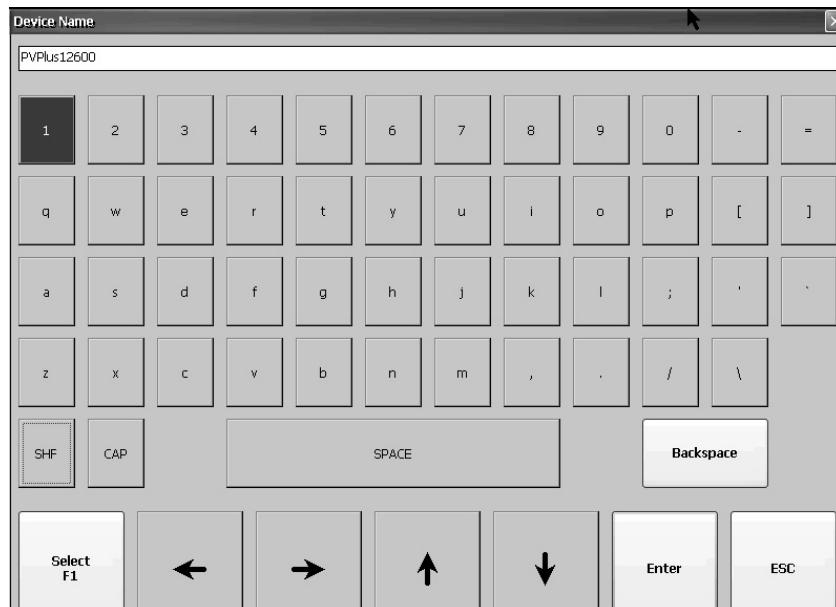 Device Name
PVPlus12600
1 2 3 4 5 6 7 8 9 0 - =
q w e r t y u i o p [ ]
a s d f g h j k l ; ' `
z x c v b n m , . / \
SHF CAP SPACE Backspace
Select F1 Enter ESC